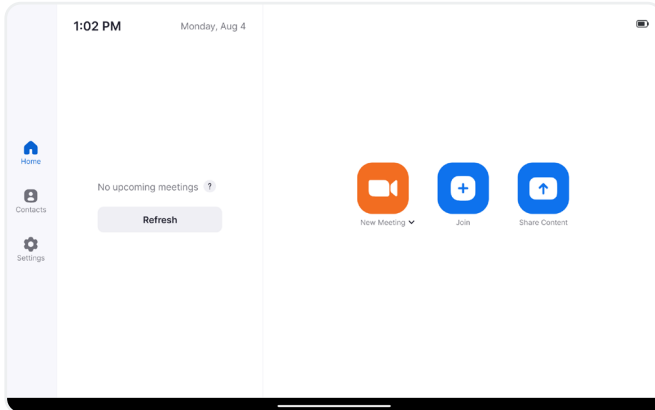 1:02 PM
Monday, Aug 4
Home
Contacts
Settings
No upcoming meetings ?
Refresh
New Meeting
Join
Share Content